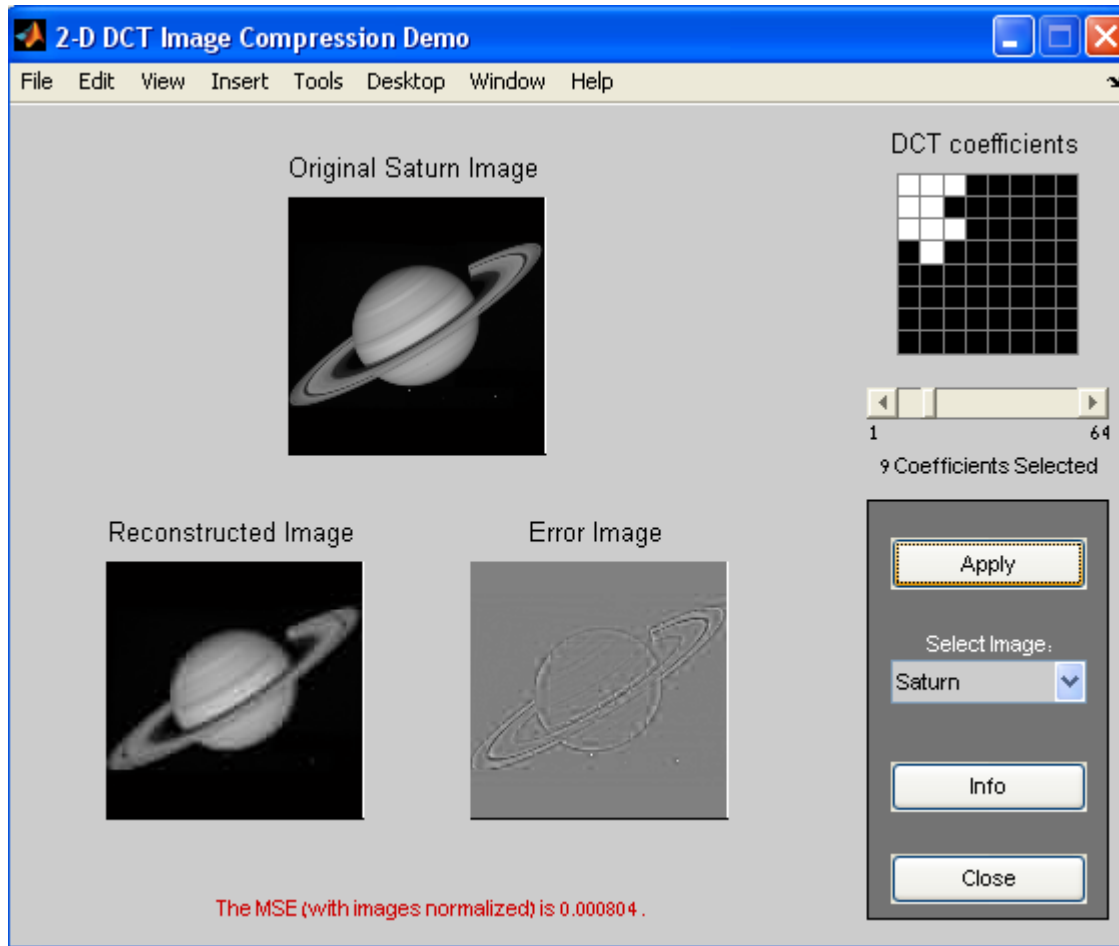 2-D DCT Image Compression Demo
File Edit View Insert Tools Desktop Window Help
Original Saturn Image
DCT coefficients
1 64
9 Coefficients Selected
Reconstructed Image
Error Image
Apply
Select Image:
Saturn
Info
Close
The MSE (with images normalized) is 0.000804 .